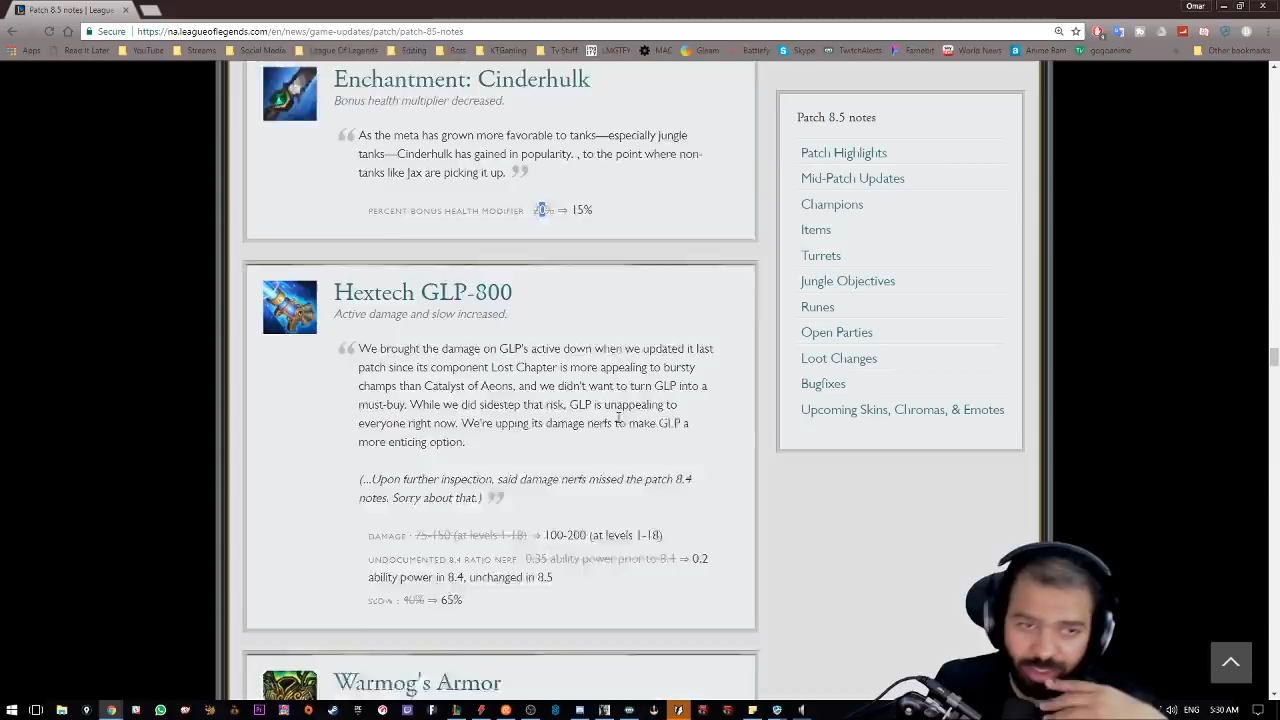 Patch 8.5 notes | League
Omar
Secure
https://na.leagueoflegends.com/en/news/game-updates/patch/patch-85-notes
Apps
Read It Later
YouTube
Streams
Social Media
League Of Legends
Editing
Ross
KTGaming
Tv Stuff
LMGTFY
MAC
Gleam
Battlefy
Skype
TwitchAlerts
Famebit
World News
Anime Bam
gogoanime
Other bookmarks
Enchantment: Cinderhulk
Bonus health multiplier decreased.
As the meta has grown more favorable to tanks—especially jungle
tanks—Cinderhulk has gained in popularity. , to the point where non-
tanks like Jax are picking it up.
PERCENT BONUS HEALTH MODIFIER 20% ⇒ 15%
Hextech GLP-800
Active damage and slow increased.
We brought the damage on GLP's active down when we updated it last
patch since its component Lost Chapter is more appealing to bursty
champs than Catalyst of Aeons, and we didn't want to turn GLP into a
must-buy. While we did sidestep that risk, GLP is unappealing to
everyone right now. We're upping its damage nerfs to make GLP a
more enticing option.
(...Upon further inspection, said damage nerfs missed the patch 8.4
notes. Sorry about that.)
DAMAGE : 75-150 (at levels 1-18) ⇒ 100-200 (at levels 1-18)
UNDOCUMENTED 8.4 RATIO NERF 0.35 ability power prior to 8.4 ⇒ 0.2
ability power in 8.4, unchanged in 8.5
SLOW : 40% ⇒ 65%
Warmog's Armor
Patch 8.5 notes
Patch Highlights
Mid-Patch Updates
Champions
Items
Turrets
Jungle Objectives
Runes
Open Parties
Loot Changes
Bugfixes
Upcoming Skins, Chromas, & Emotes
ENG
5:30 AM